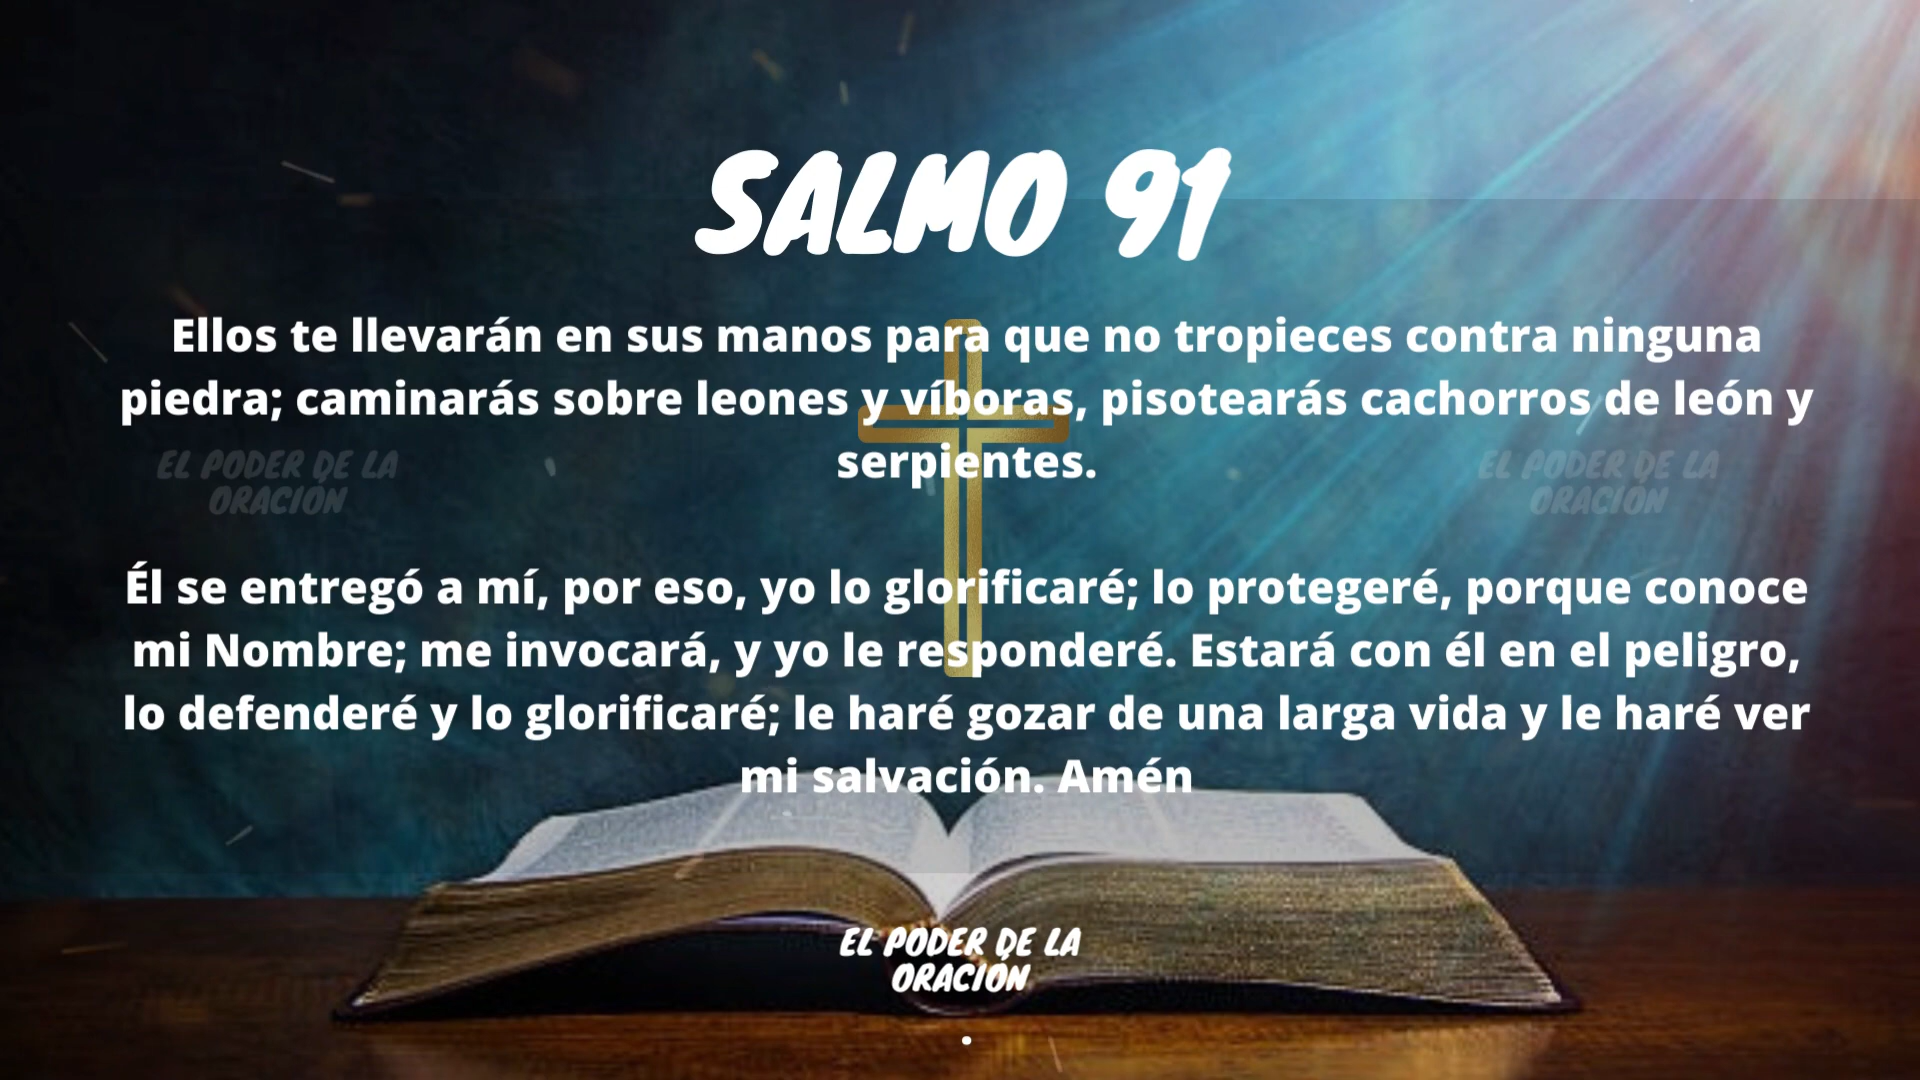 SALMO 91
Ellos te llevarán en sus manos para que no tropieces contra ninguna
piedra; caminarás sobre leones y víboras, pisotearás cachorros de león y
serpientes.
EL PODER DE LA
ORACIÓN
EL PODER DE LA
ORACIÓN
Él se entregó a mí, por eso, yo lo glorificaré; lo protegeré, porque conoce
mi Nombre; me invocará, y yo le responderé. Estará con él en el peligro,
lo defenderé y lo glorificaré; le haré gozar de una larga vida y le haré ver
mi salvación. Amén
EL PODER DE LA
ORACIÓN
.